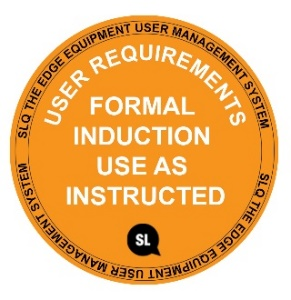 SLQ THE EDGE EQUIPMENT USER MANAGEMENT SYSTEM
USER REQUIREMENTS
FORMAL
INDUCTION
USE AS
INSTRUCTED
SL
SLQ THE EDGE EQUIPMENT USER MANAGEMENT SYSTEM